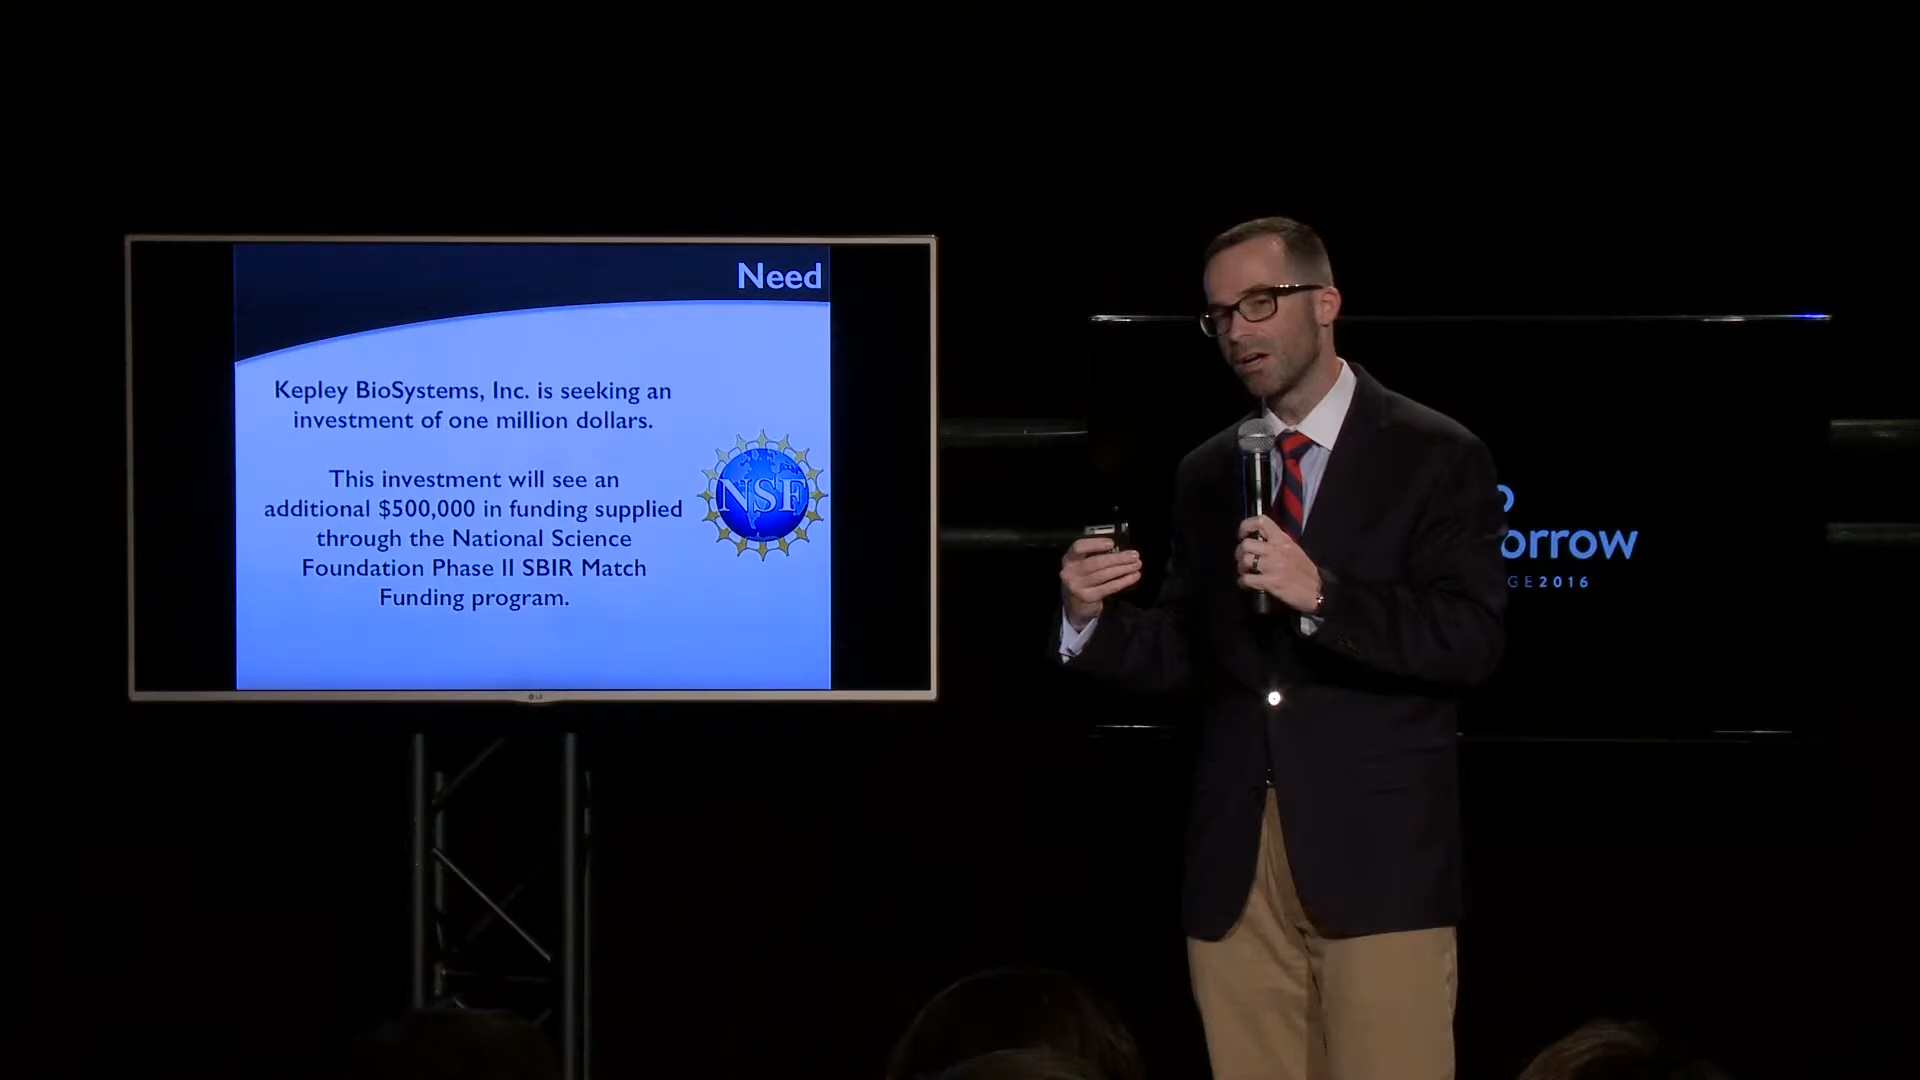 Need
Kepley BioSystems, Inc. is seeking an
investment of one million dollars.
This investment will see an
additional $500,000 in funding supplied
through the National Science
Foundation Phase II SBIR Match
Funding program.
NSF
LG
o
orrow
GE2016